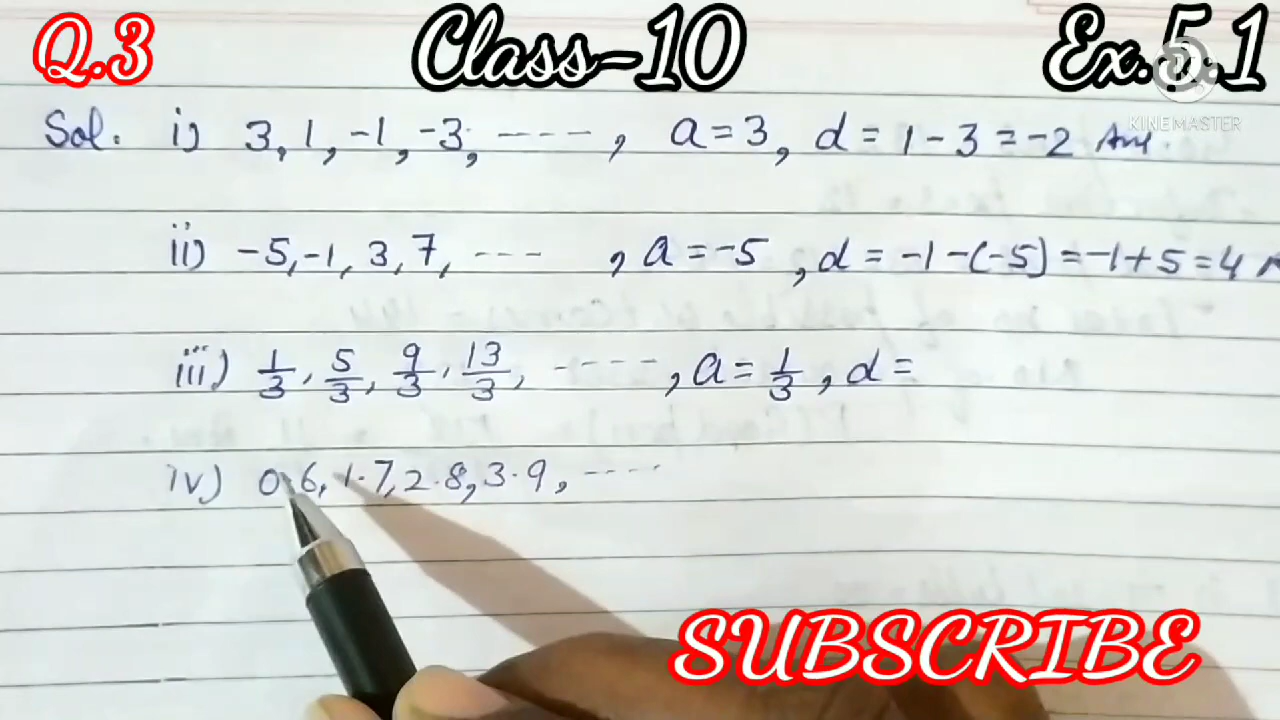 Q.3 Class-10 Ex.5.1
KINEMASTER
Sol. i) 3, 1, -1, -3, ----, a = 3, d = 1 - 3 = -2 Ans.
ii) -5, -1, 3, 7, ---, a = -5, d = -1 - (-5) = -1 + 5 = 4
iii) 1/3, 5/3, 9/3, 13/3, -----, a = 1/3, d =
iv) 0.6, 1.7, 2.8, 3.9, -----
SUBSCRIBE